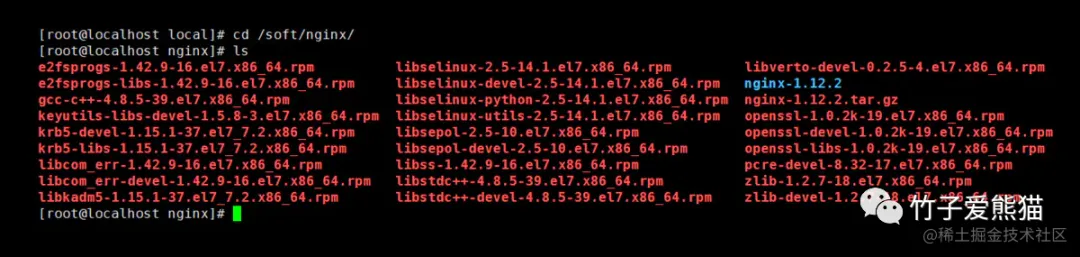 [root@localhost local]# cd /soft/nginx/
[root@localhost nginx]# ls
e2fsprogs-1.42.9-16.el7.x86_64.rpm libselinux-2.5-14.1.el7.x86_64.rpm libverto-devel-0.2.5-4.el7.x86_64.rpm
e2fsprogs-libs-1.42.9-16.el7.x86_64.rpm libselinux-devel-2.5-14.1.el7.x86_64.rpm nginx-1.12.2
gcc-c++-4.8.5-39.el7.x86_64.rpm libselinux-python-2.5-14.1.el7.x86_64.rpm nginx-1.12.2.tar.gz
keyutils-libs-devel-1.5.8-3.el7.x86_64.rpm libselinux-utils-2.5-14.1.el7.x86_64.rpm openssl-1.0.2k-19.el7.x86_64.rpm
krb5-devel-1.15.1-37.el7_7.2.x86_64.rpm libsepol-2.5-10.el7.x86_64.rpm openssl-devel-1.0.2k-19.el7.x86_64.rpm
krb5-libs-1.15.1-37.el7_7.2.x86_64.rpm libsepol-devel-2.5-10.el7.x86_64.rpm openssl-libs-1.0.2k-19.el7.x86_64.rpm
libcom_err-1.42.9-16.el7.x86_64.rpm libss-1.42.9-16.el7.x86_64.rpm pcre-devel-8.32-17.el7.x86_64.rpm
libcom_err-devel-1.42.9-16.el7.x86_64.rpm libstdc++-4.8.5-39.el7.x86_64.rpm zlib-1.2.7-18.el7.x86_64.rpm
libkadm5-1.15.1-37.el7_7.2.x86_64.rpm libstdc++-devel-4.8.5-39.el7.x86_64.rpm
[root@localhost nginx]#
竹子爱熊猫
@稀土掘金技术社区